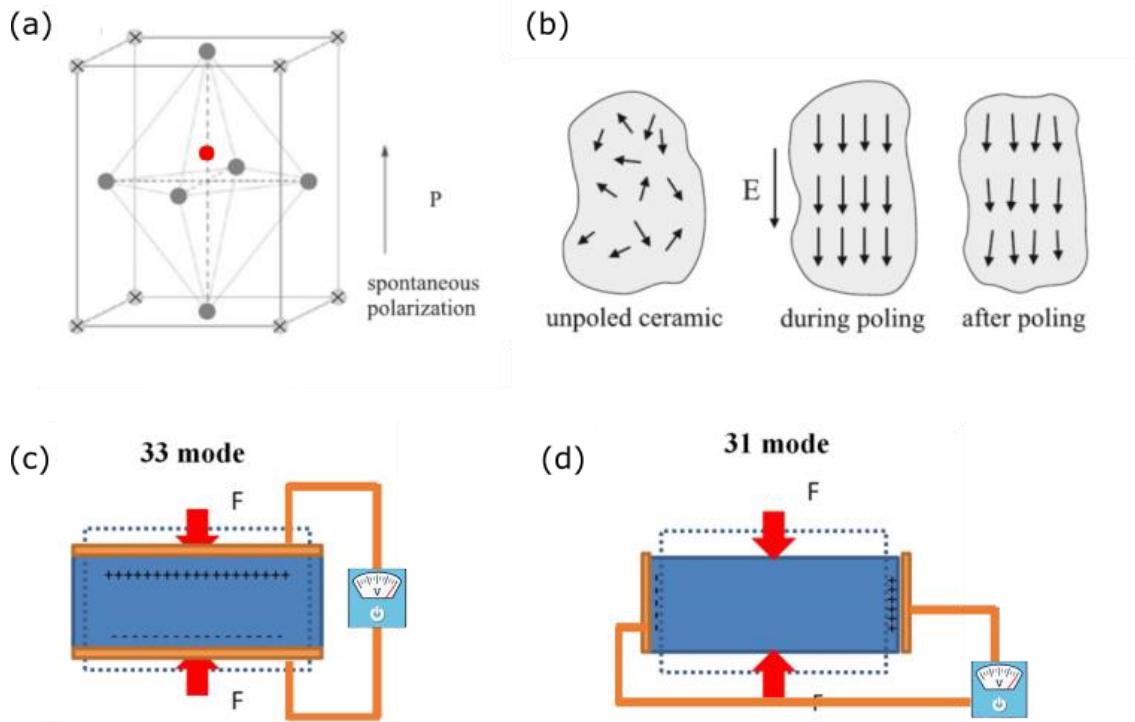 (a)
P
spontaneous
polarization
(b)
E
unpoled ceramic
during poling
after poling
(c)
33 mode
F
+++++++++++++++++
- - - - - - - - - - - - - - - - -
V
F
(d)
31 mode
F
V
F